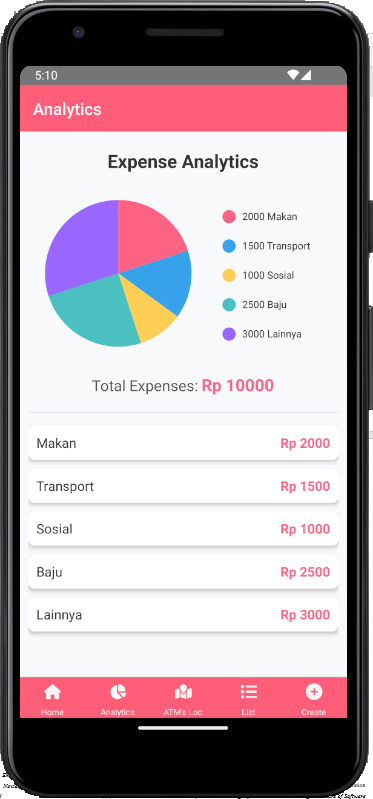 5:10
Analytics
Expense Analytics
2000 Makan
1500 Transport
1000 Sosial
2500 Baju
3000 Lainnya
Total Expenses: Rp 10000
Makan Rp 2000
Transport Rp 1500
Sosial Rp 1000
Baju Rp 2500
Lainnya Rp 3000
Home Analytics ATM's Loc List Create
of Software